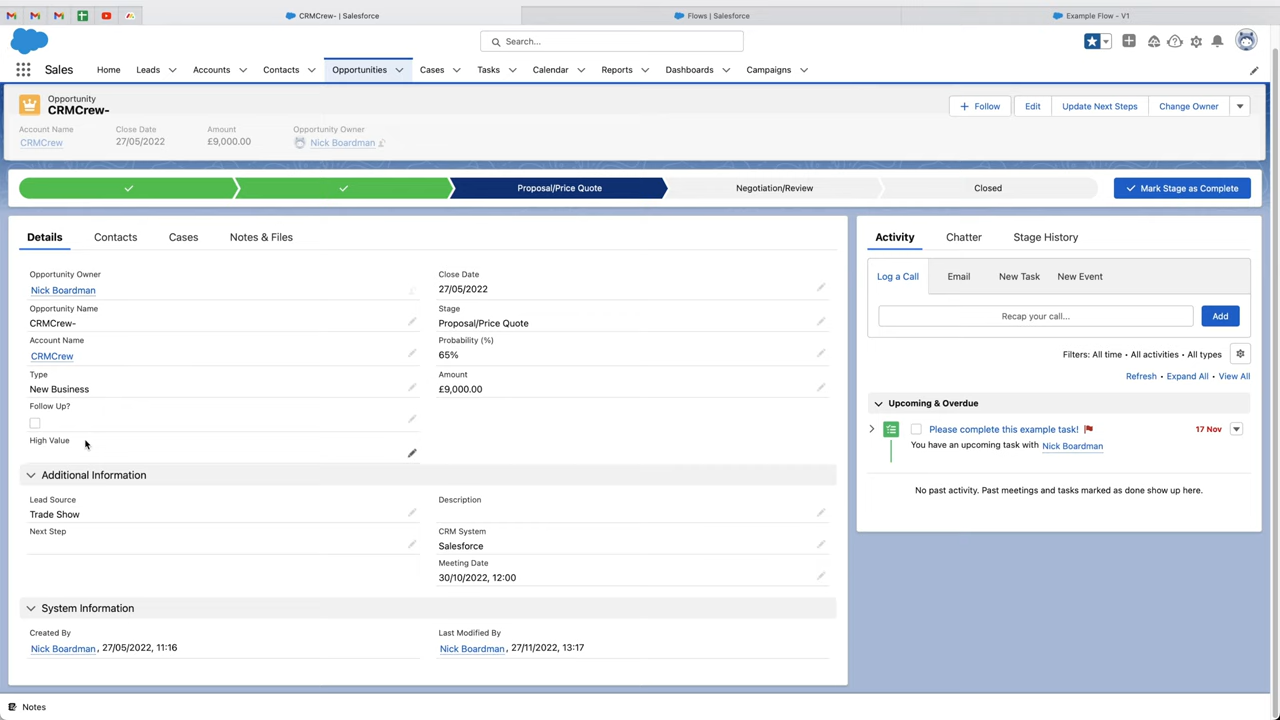 CRMCrew- | Salesforce
Flows | Salesforce
Example Flow - V1
Search...
Sales
Home
Leads
Accounts
Contacts
Opportunities
Cases
Tasks
Calendar
Reports
Dashboards
Campaigns
Opportunity
CRMCrew-
Follow
Edit
Update Next Steps
Change Owner
Account Name
Close Date
Amount
Opportunity Owner
CRMCrew
27/05/2022
£9,000.00
Nick Boardman
Proposal/Price Quote
Negotiation/Review
Closed
Mark Stage as Complete
Details
Contacts
Cases
Notes & Files
Opportunity Owner
Nick Boardman
Close Date
27/05/2022
Opportunity Name
CRMCrew-
Stage
Proposal/Price Quote
Account Name
CRMCrew
Probability (%)
65%
Type
New Business
Amount
£9,000.00
Follow Up?
High Value
Additional Information
Lead Source
Trade Show
Description
Next Step
CRM System
Salesforce
Meeting Date
30/10/2022, 12:00
System Information
Created By
Nick Boardman, 27/05/2022, 11:16
Last Modified By
Nick Boardman, 27/11/2022, 13:17
Activity
Chatter
Stage History
Log a Call
Email
New Task
New Event
Recap your call...
Add
Filters: All time • All activities • All types
Refresh • Expand All • View All
Upcoming & Overdue
Please complete this example task!
17 Nov
You have an upcoming task with Nick Boardman
No past activity. Past meetings and tasks marked as done show up here.
Notes